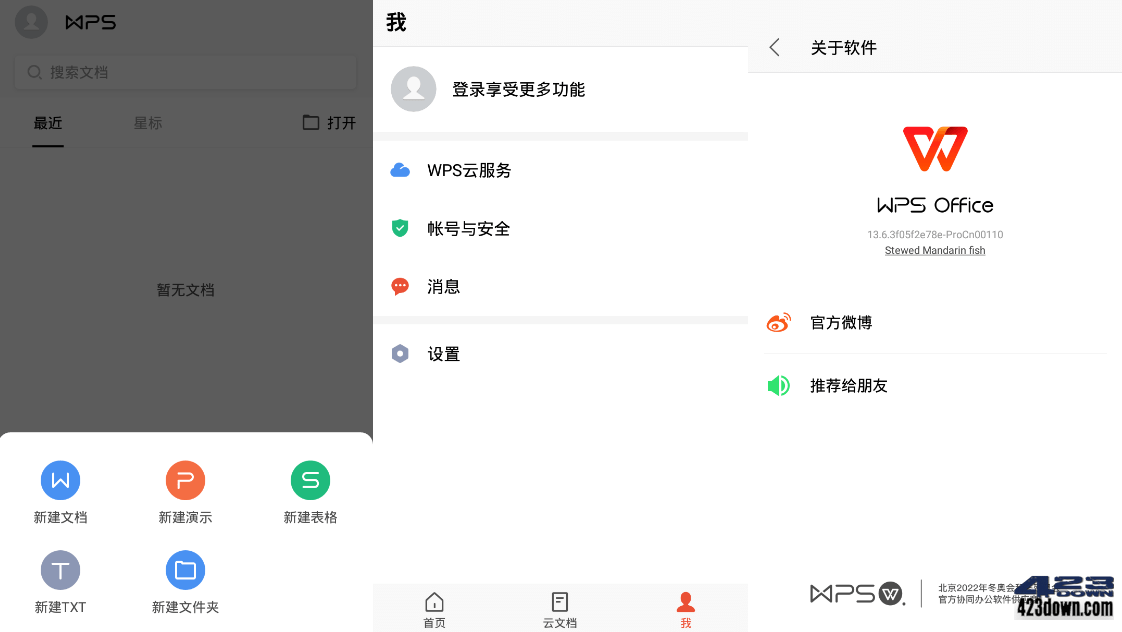 WPS
搜索文档
最近
星标
打开
暂无文档
W
新建文档
P
新建演示
S
新建表格
T
新建TXT
新建文件夹
我
登录享受更多功能
WPS云服务
帐号与安全
消息
设置
首页
云文档
我
关于软件
WPS Office
13.6.3f05f2e78e-ProCn00110
Stewed Mandarin fish
官方微博
推荐给朋友
WPS
北京2022年冬奥会
官方协同办公软件供
423
DOWN
423down.com